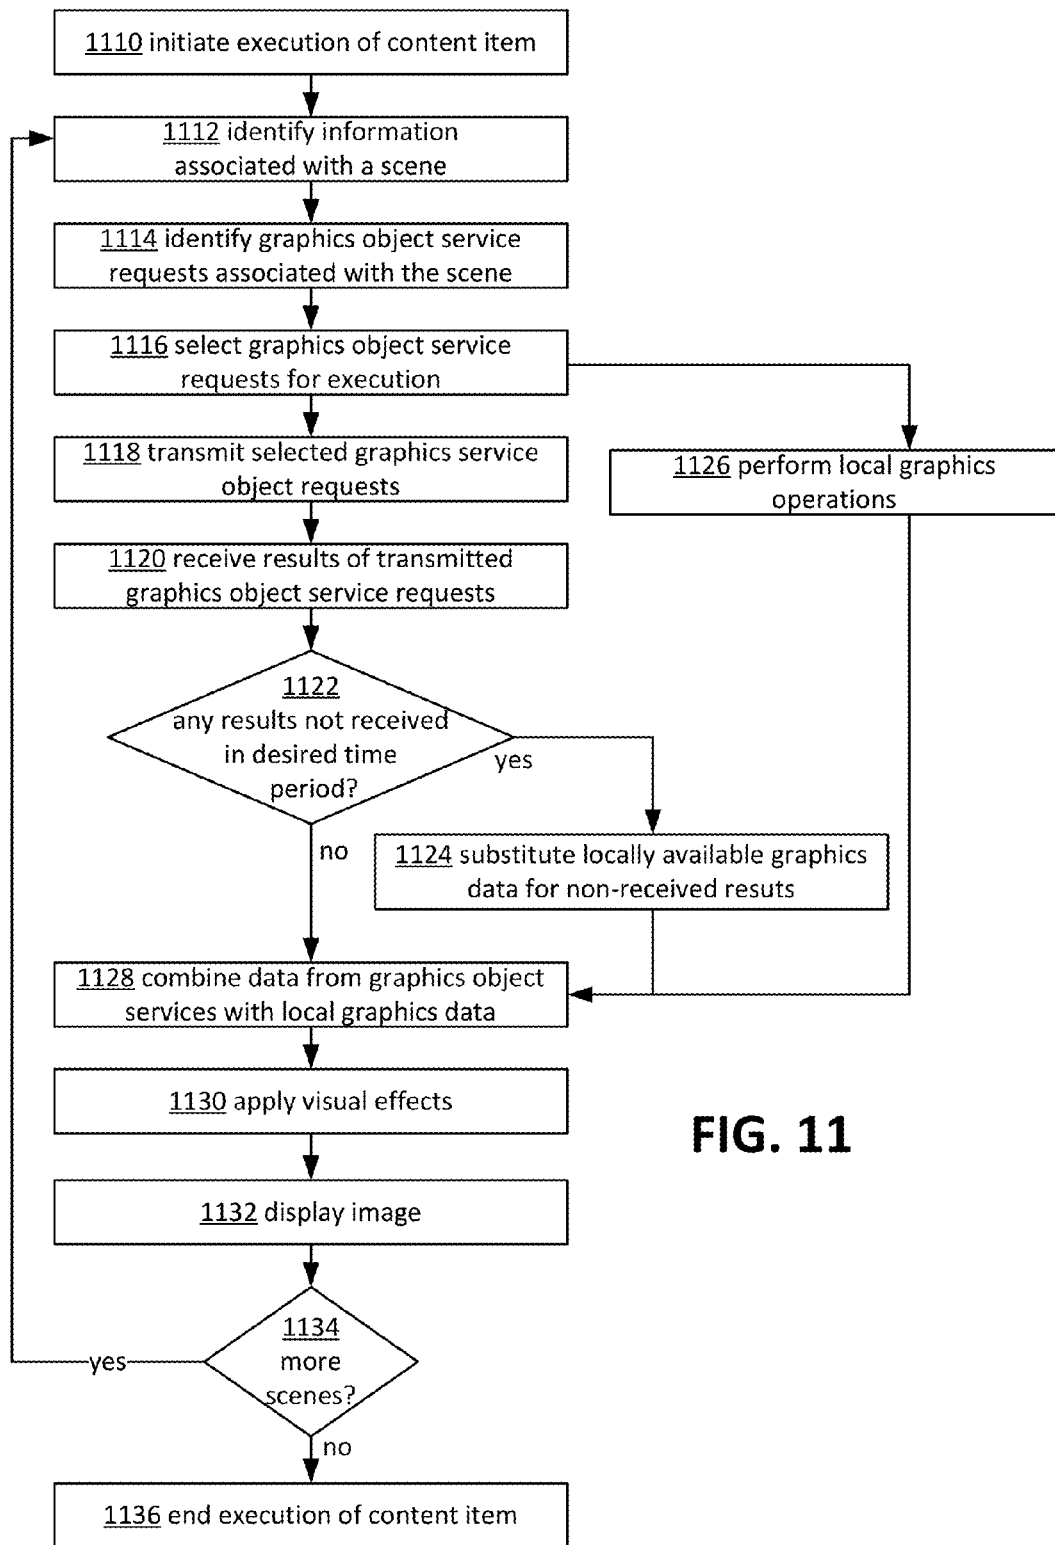 1110 initiate execution of content item
1112 identify information
associated with a scene
1114 identify graphics object service
requests associated with the scene
1116 select graphics object service
requests for execution
1118 transmit selected graphics service
object requests
1126 perform local graphics
operations
1120 receive results of transmitted
graphics object service requests
1122
any results not received
in desired time
period?
yes
no
1124 substitute locally available graphics
data for non-received resuts
1128 combine data from graphics object
services with local graphics data
1130 apply visual effects
FIG. 11
1132 display image
1134
more
scenes?
yes
no
1136 end execution of content item